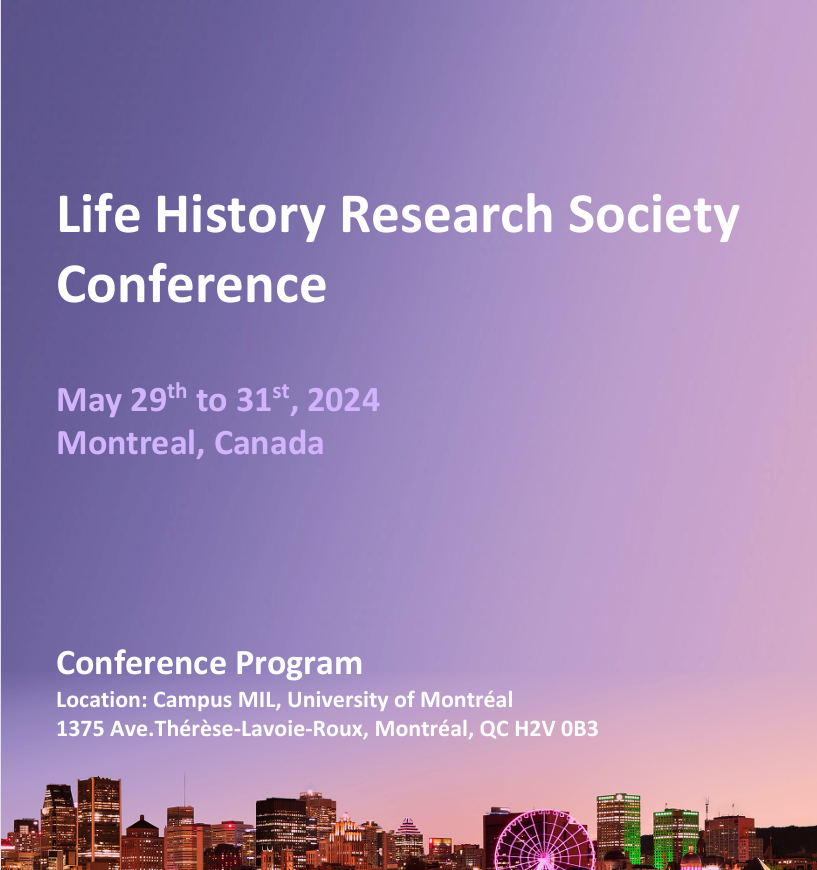 Life History Research Society
Conference
May 29th to 31st, 2024
Montreal, Canada
Conference Program
Location: Campus MIL, University of Montréal
1375 Ave.Thérèse-Lavoie-Roux, Montréal, QC H2V 0B3